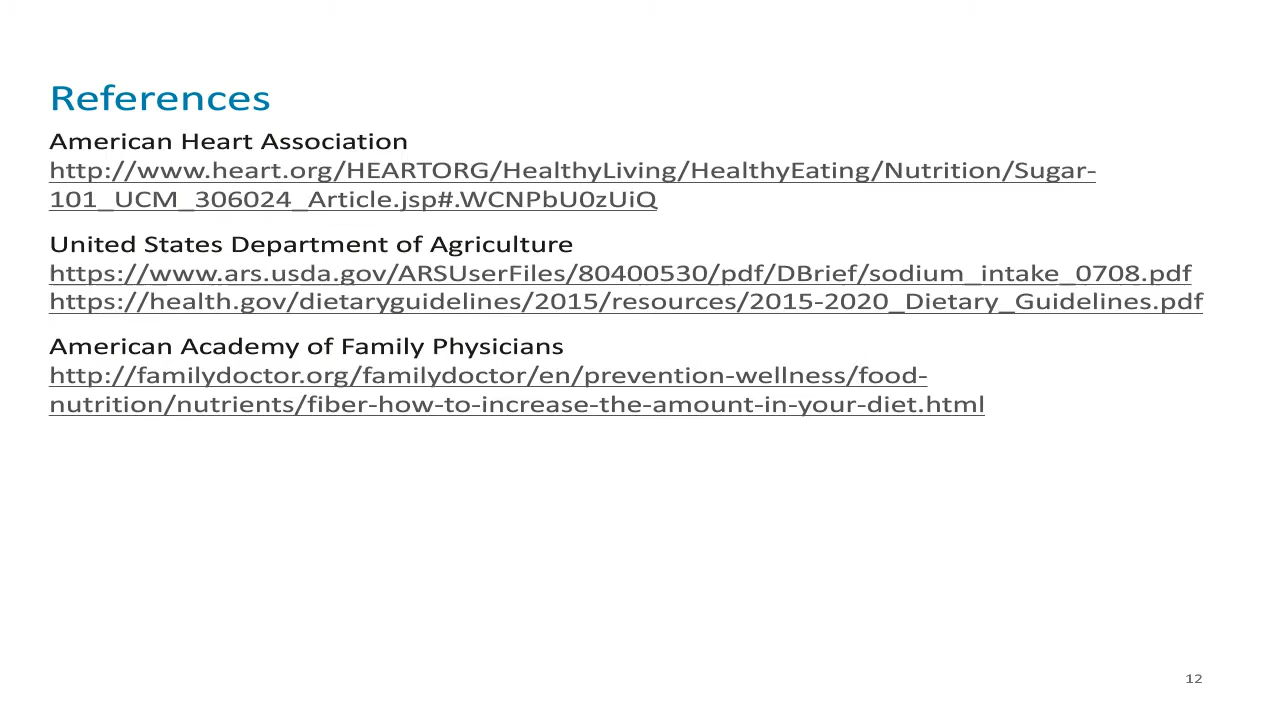 References
American Heart Association
http://www.heart.org/HEARTORG/HealthyLiving/HealthyEating/Nutrition/Sugar-
101_UCM_306024_Article.jsp#.WCNPbU0zUiQ
United States Department of Agriculture
https://www.ars.usda.gov/ARSUserFiles/80400530/pdf/DBrief/sodium_intake_0708.pdf
https://health.gov/dietaryguidelines/2015/resources/2015-2020_Dietary_Guidelines.pdf
American Academy of Family Physicians
http://familydoctor.org/familydoctor/en/prevention-wellness/food-
nutrition/nutrients/fiber-how-to-increase-the-amount-in-your-diet.html
12